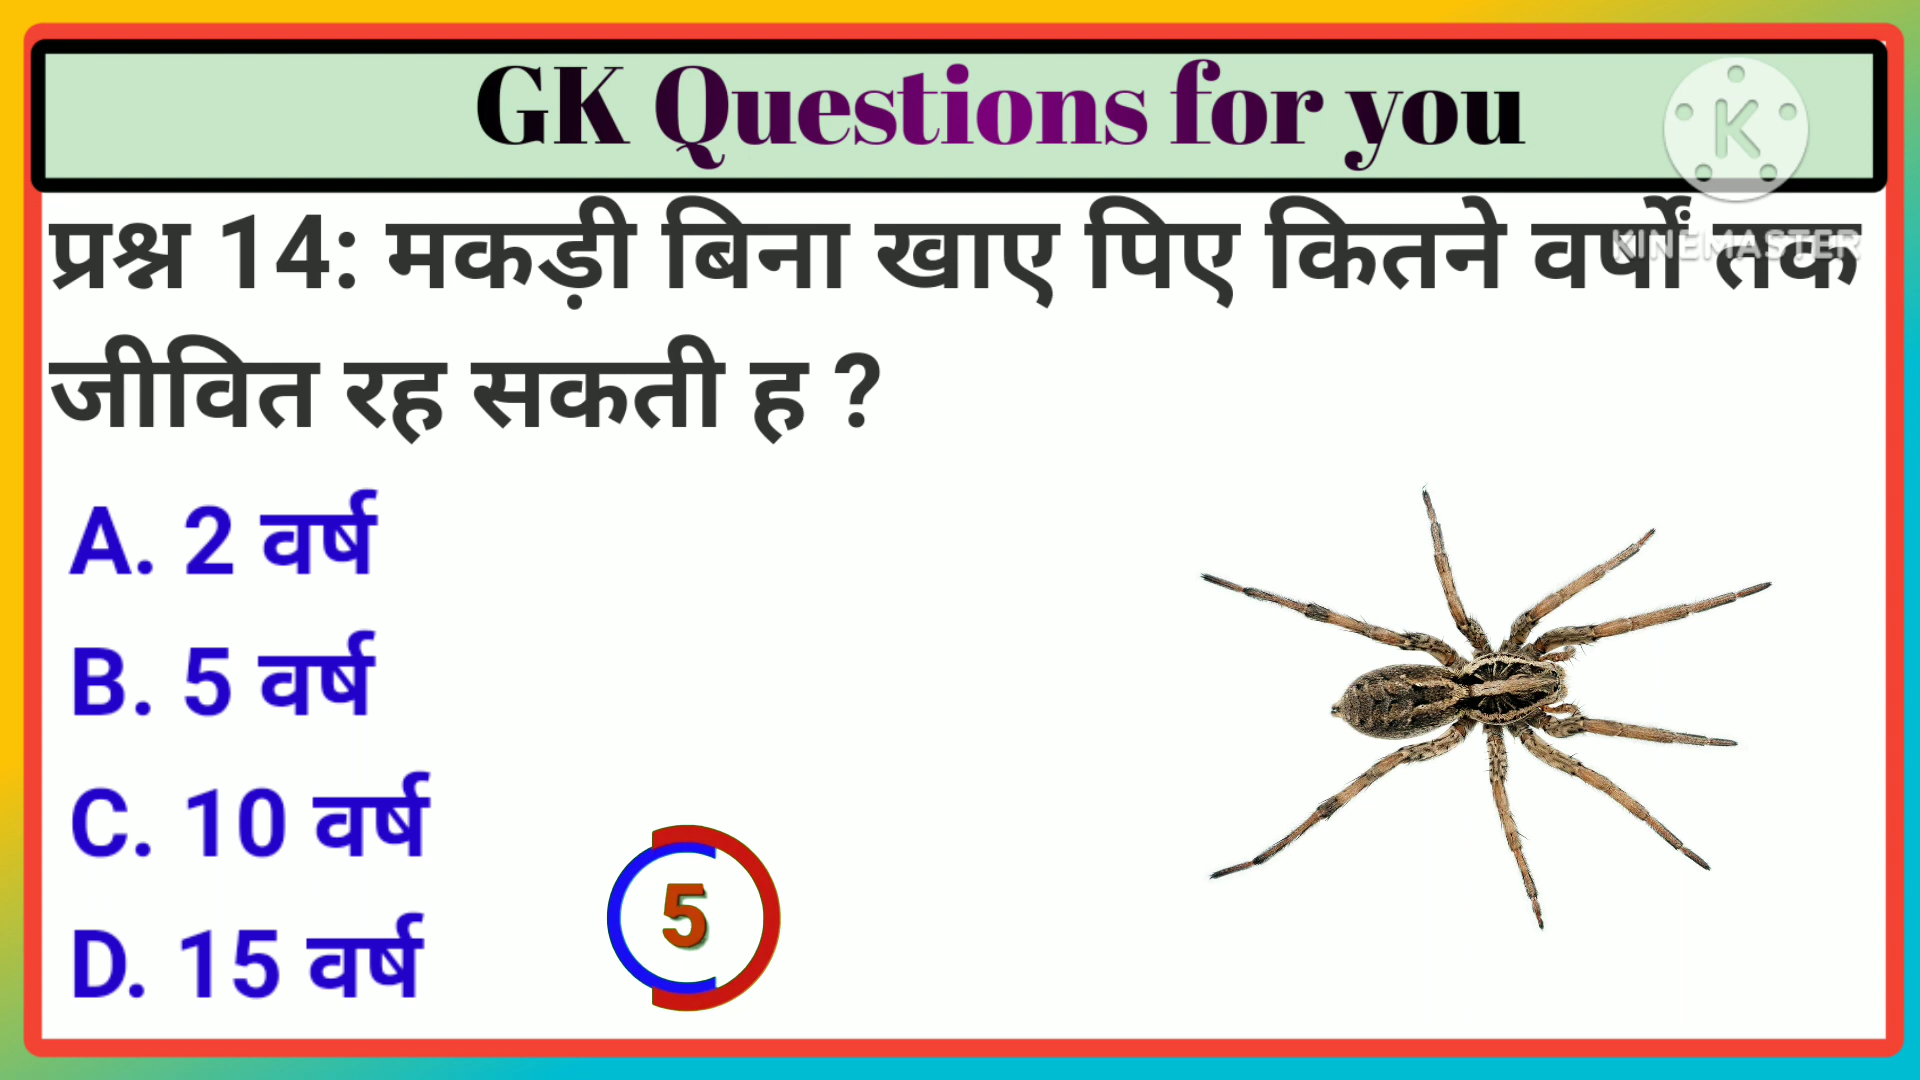 GK Questions for you
K
KINEMASTER
प्रश्न 14: मकड़ी बिना खाए पिए कितने वर्षों तक
जीवित रह सकती ह ?
A. 2 वर्ष
B. 5 वर्ष
C. 10 वर्ष
D. 15 वर्ष
5